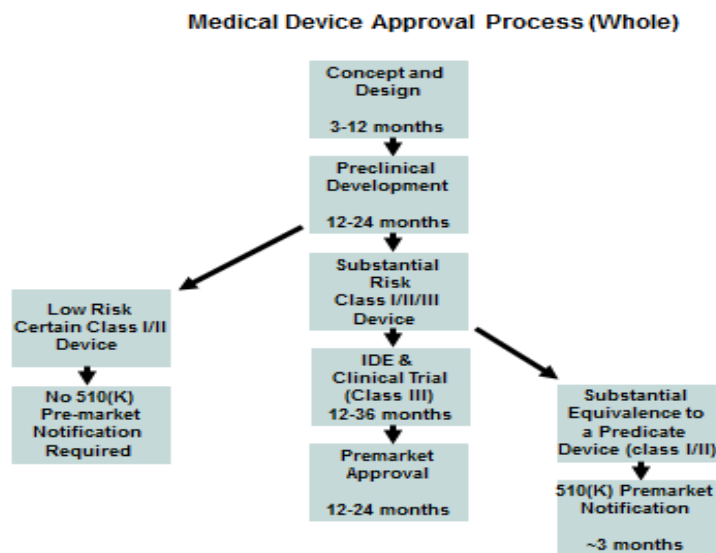 Medical Device Approval Process (Whole)
Concept and
Design
3-12 months
Preclinical
Development
12-24 months
Low Risk
Certain Class I/II
Device
No 510(K)
Pre-market
Notification
Required
Substantial
Risk
Class I/II/III
Device
IDE &
Clinical Trial
(Class III)
12-36 months
Premarket
Approval
12-24 months
Substantial
Equivalence to
a Predicate
Device (class I/II)
510(K) Premarket
Notification
~3 months